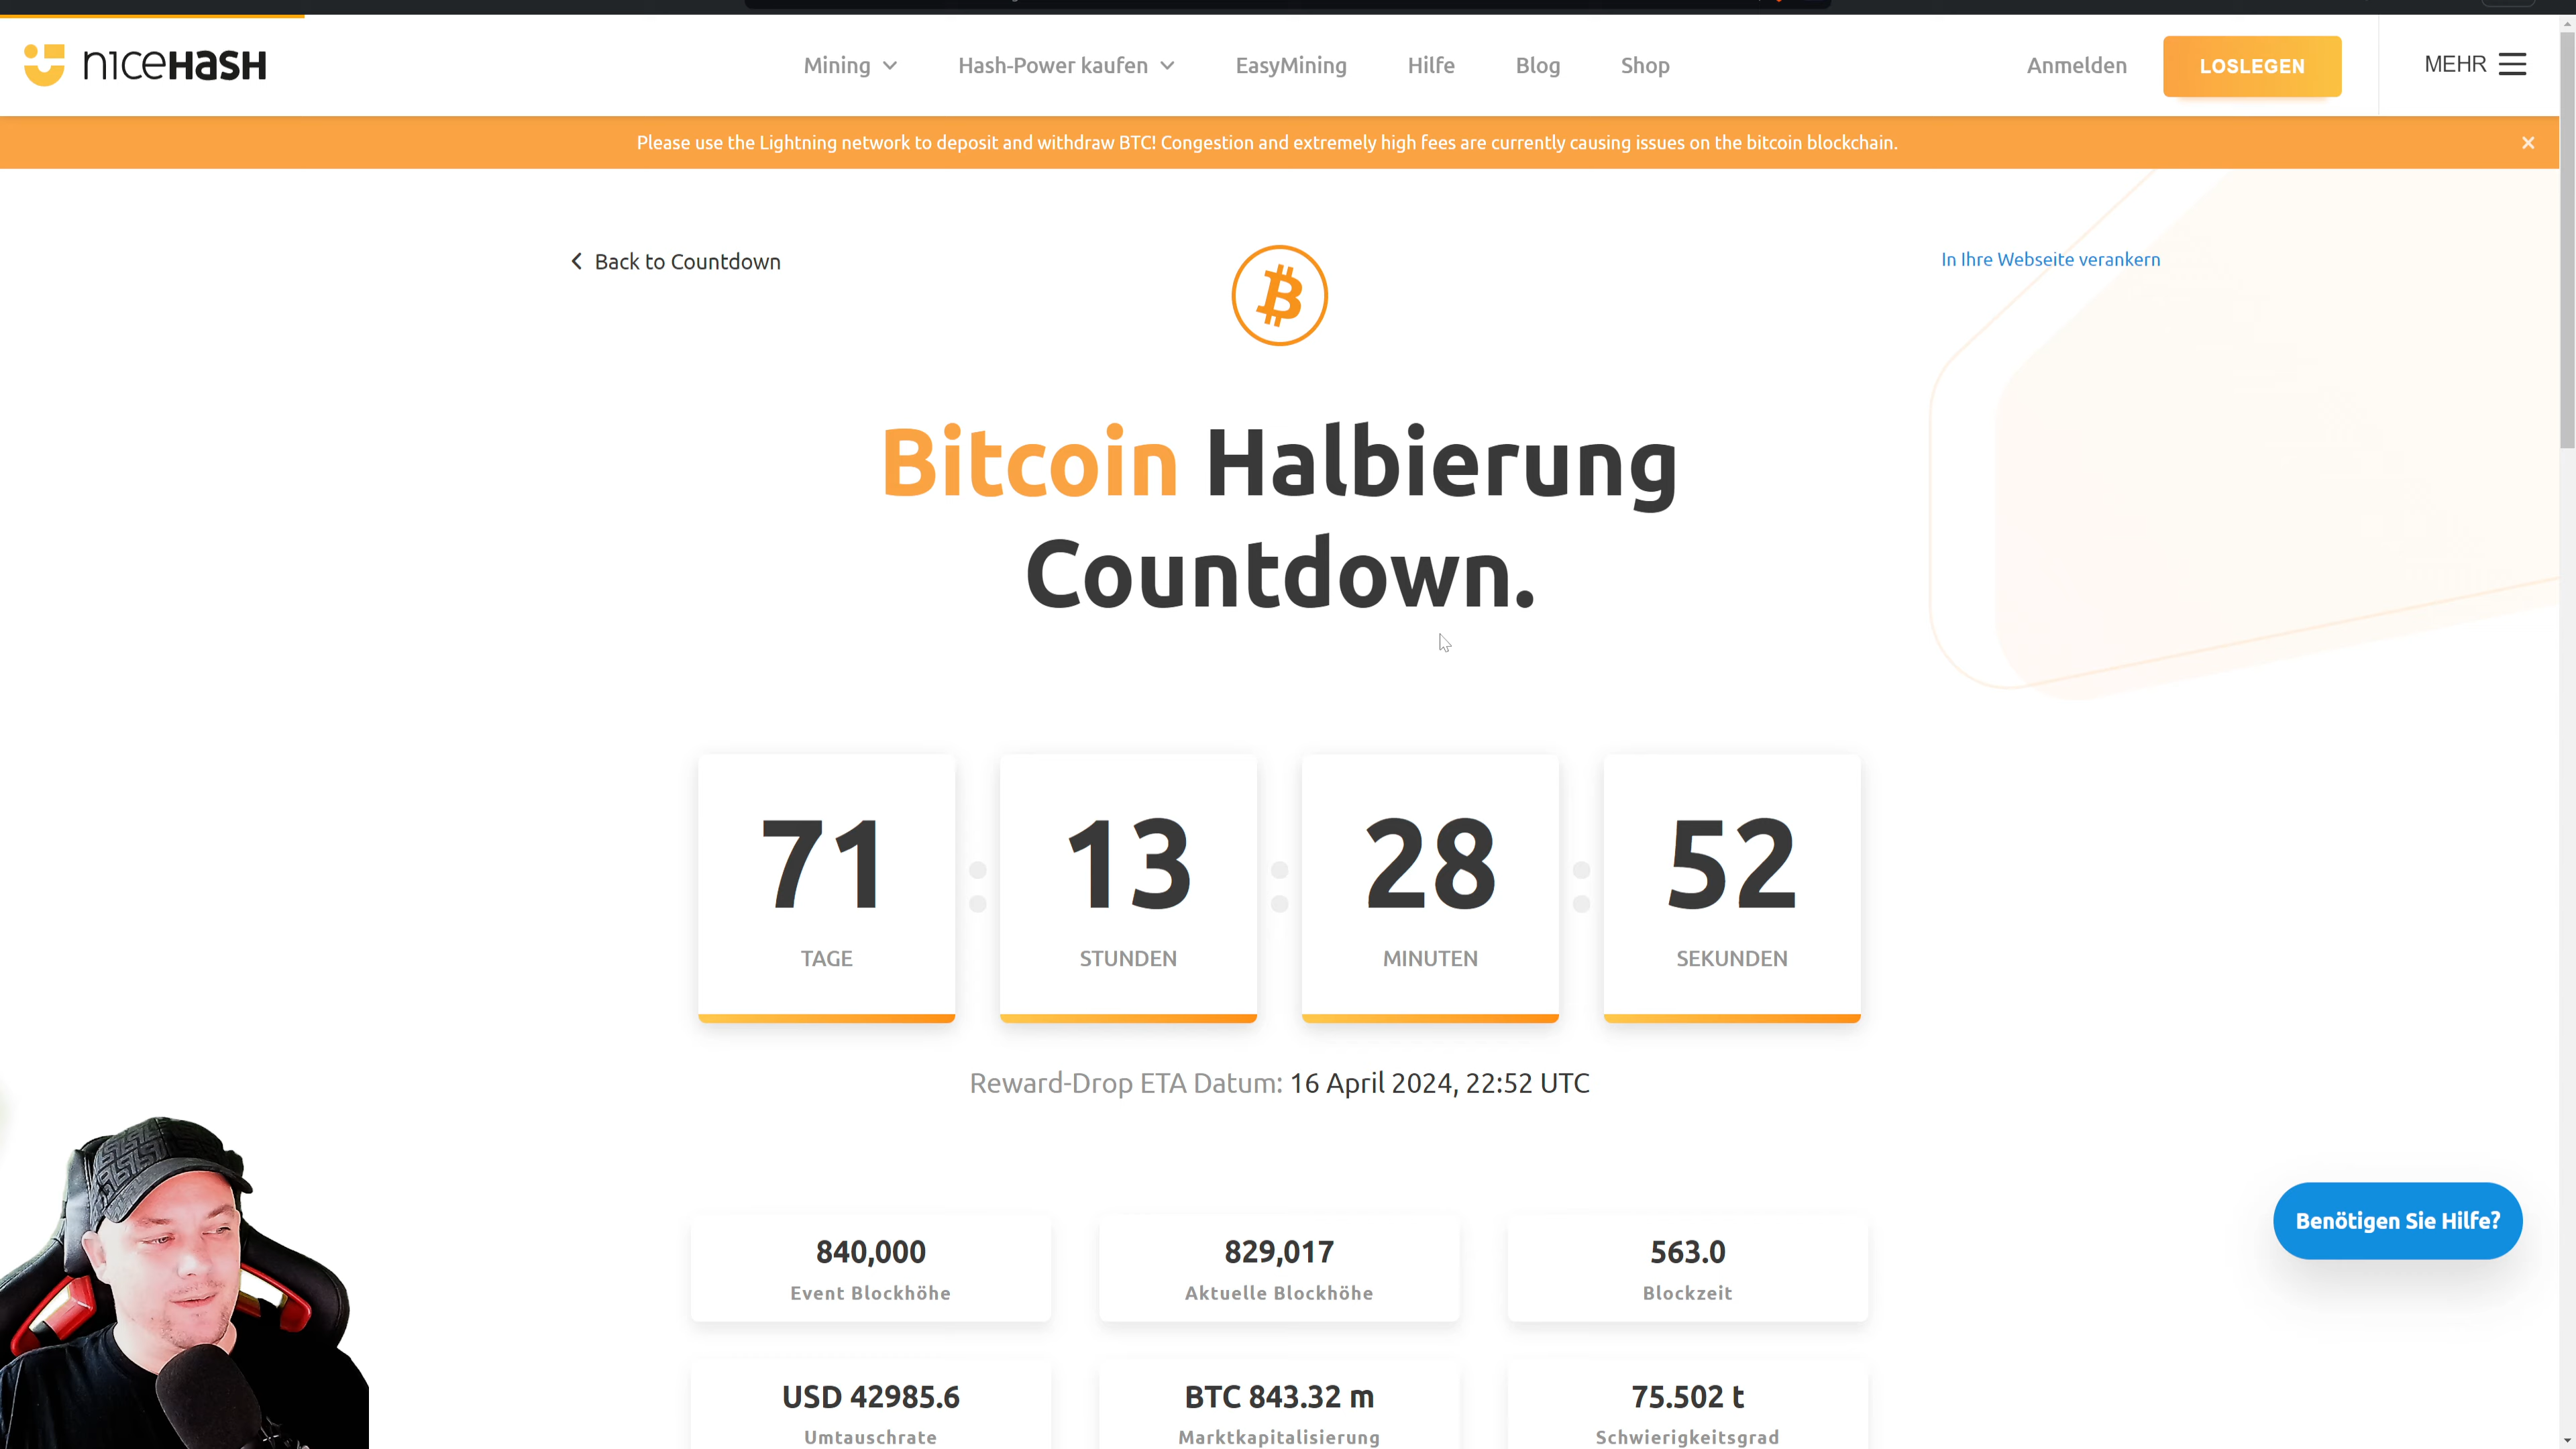 nıceHasH
Mining
Hash-Power kaufen
EasyMining
Hilfe
Blog
Shop
Anmelden
LOSLEGEN
MEHR
Please use the Lightning network to deposit and withdraw BTC! Congestion and extremely high fees are currently causing issues on the bitcoin blockchain.
Back to Countdown
In Ihre Webseite verankern
Bitcoin Halbierung
Countdown.
71
TAGE
13
STUNDEN
28
MINUTEN
52
SEKUNDEN
Reward-Drop ETA Datum: 16 April 2024, 22:52 UTC
Benötigen Sie Hilfe?
840,000
Event Blockhöhe
829,017
Aktuelle Blockhöhe
563.0
Blockzeit
USD 42985.6
Umtauschrate
BTC 843.32 m
Marktkapitalisierung
75.502 t
Schwierigkeitsgrad